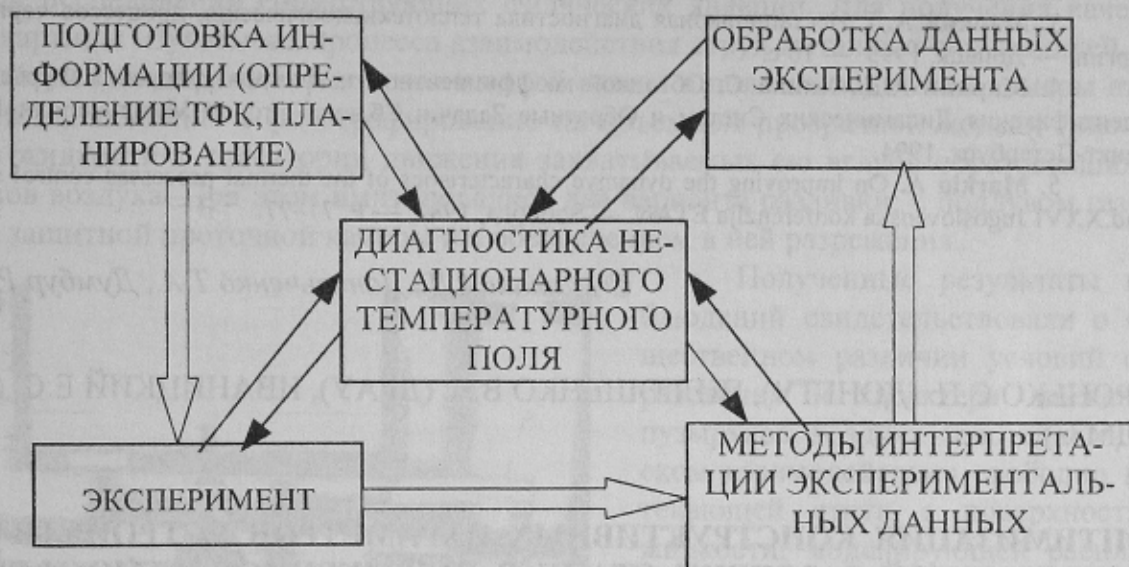 ПОДГОТОВКА ИН-
ФОРМАЦИИ (ОПРЕ-
ДЕЛЕНИЕ ТФК, ПЛА-
НИРОВАНИЕ)
ОБРАБОТКА ДАННЫХ
ЭКСПЕРИМЕНТА
ДИАГНОСТИКА НЕ-
СТАЦИОНАРНОГО
ТЕМПЕРАТУРНОГО
ПОЛЯ
ЭКСПЕРИМЕНТ
МЕТОДЫ ИНТЕРПРЕТА-
ЦИИ ЭКСПЕРИМЕНТАЛЬ-
НЫХ ДАННЫХ